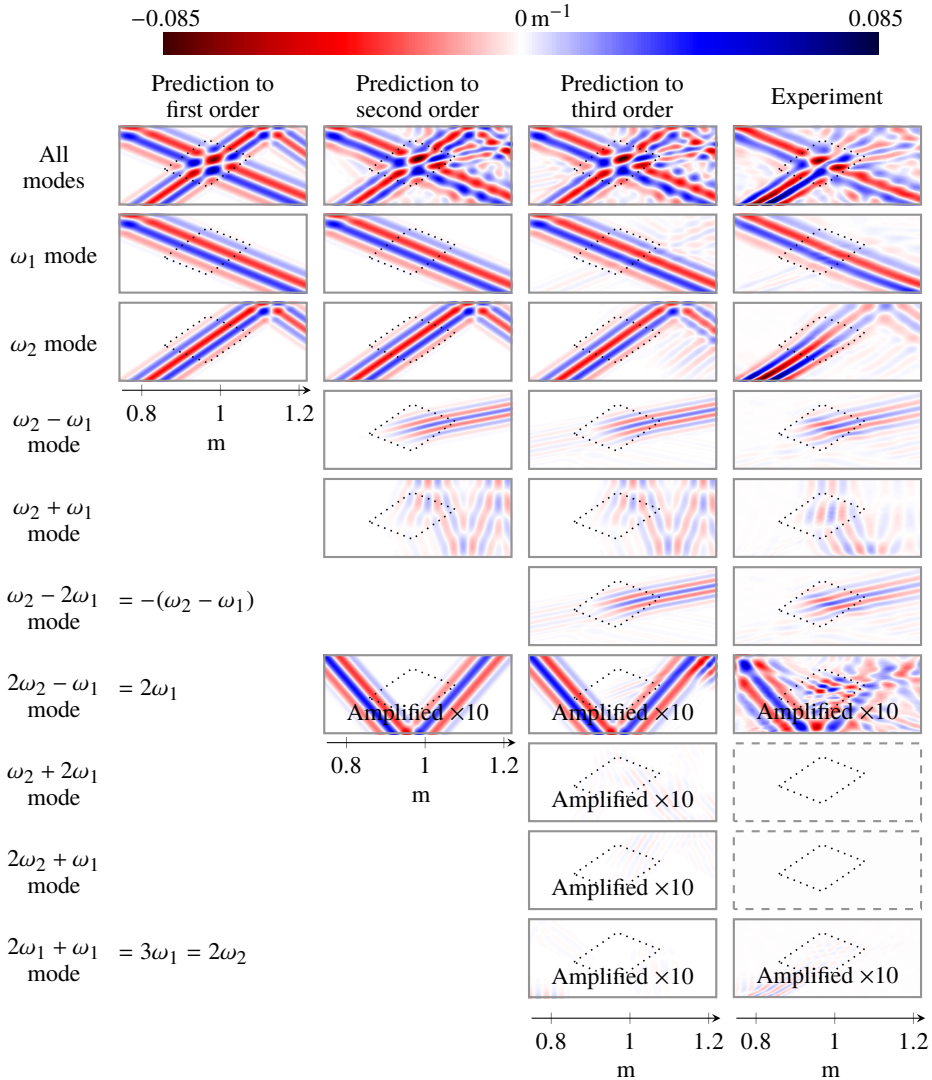 −0.085 0 m⁻¹ 0.085
Prediction to first order
Prediction to second order
Prediction to third order
Experiment
All modes
ω₁ mode
ω₂ mode
0.8 1 1.2
m
ω₂ − ω₁ mode
ω₂ + ω₁ mode
ω₂ − 2ω₁ mode = −(ω₂ − ω₁)
2ω₂ − ω₁ mode = 2ω₁
Amplified ×10 Amplified ×10 Amplified ×10
0.8 1 1.2
m
ω₂ + 2ω₁ mode
Amplified ×10
2ω₂ + ω₁ mode
Amplified ×10
2ω₁ + ω₁ mode = 3ω₁ = 2ω₂
Amplified ×10 Amplified ×10
0.8 1 1.2 0.8 1 1.2
m m